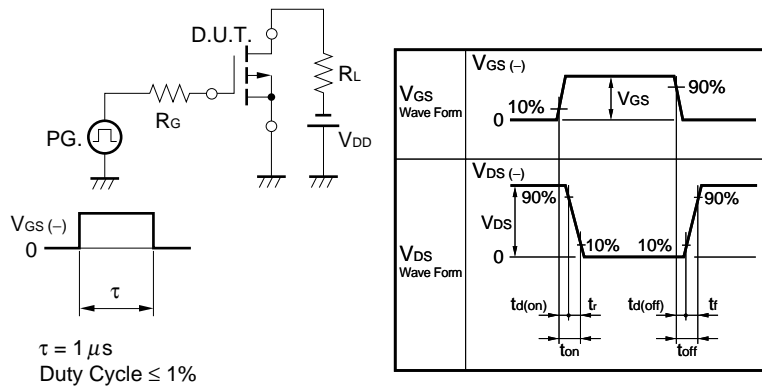 D.U.T.
RL
RG
PG.
VDD
VGS (−)
0
τ
τ = 1 μs
Duty Cycle ≤ 1%
VGS
Wave Form
VGS (−)
10%
VGS
90%
0
VDS
Wave Form
VDS (−)
90%
90%
VDS
10%
10%
0
td(on)
tr
td(off)
tf
ton
toff